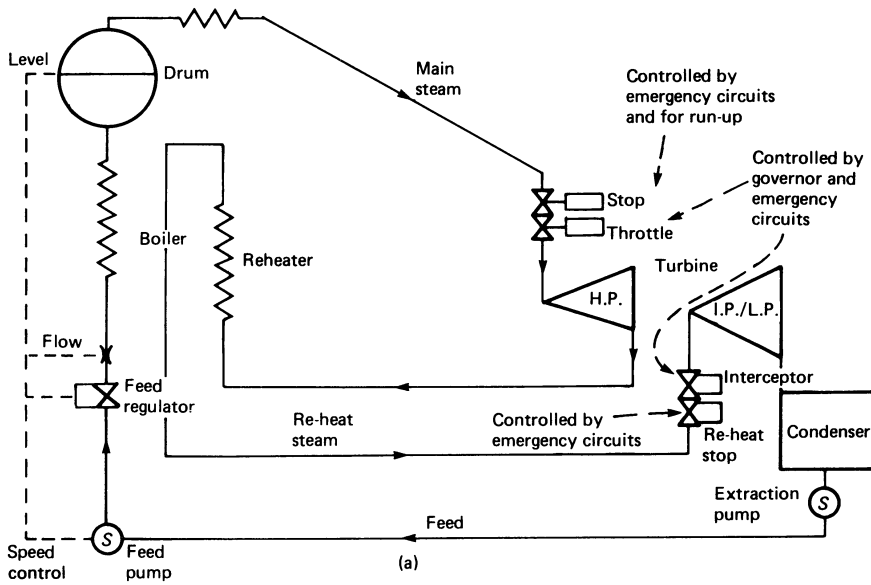 Level
Drum
Main
steam
Controlled by
emergency circuits
and for run-up
Controlled by
governor and
emergency
circuits
Stop
Throttle
Boiler
Reheater
Turbine
H.P.
I.P./L.P.
Flow
Feed
regulator
Re-heat
steam
Controlled by
emergency circuits
Interceptor
Re-heat
stop
Condenser
Extraction
pump
S
Feed
S
Speed
control
Feed
pump
(a)